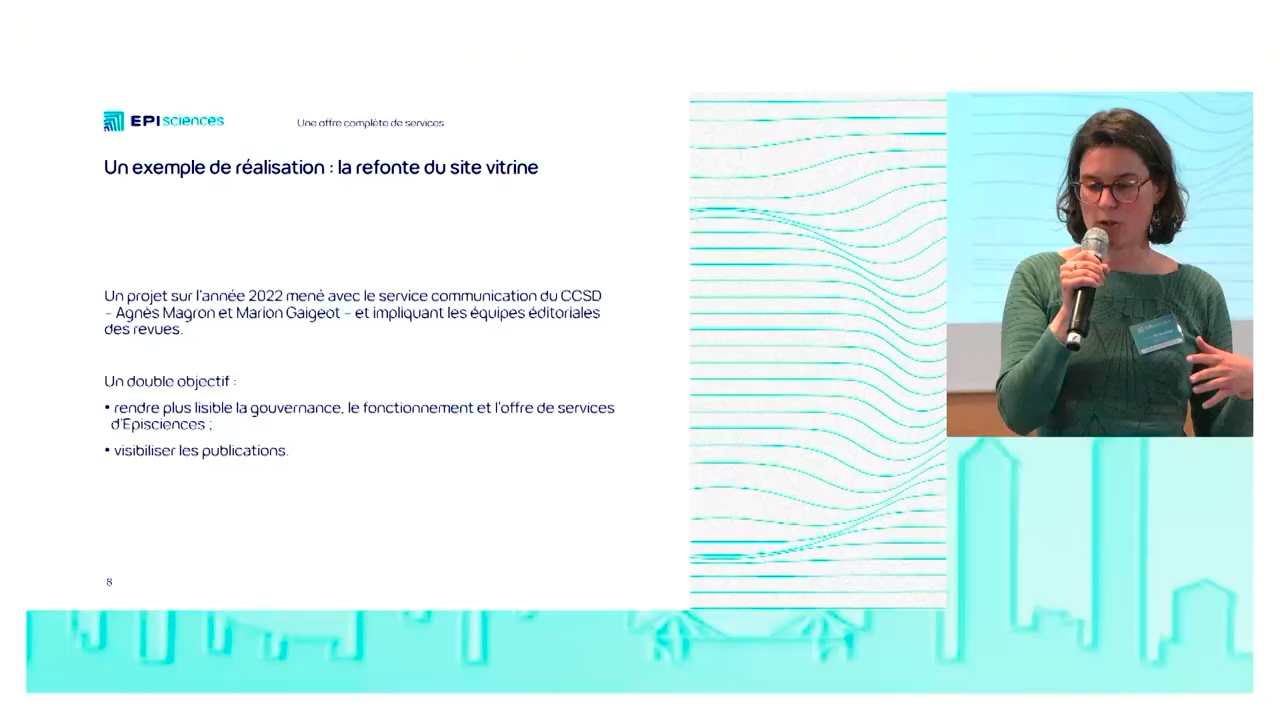 EPIsciences
Une offre complète de services
Un exemple de réalisation : la refonte du site vitrine
Un projet sur l'année 2022 mené avec le service communication du CCSD
– Agnès Magron et Marion Gaigeot – et impliquant les équipes éditoriales
des revues.
Un double objectif :
• rendre plus lisible la gouvernance, le fonctionnement et l'offre de services
d'Episciences ;
• visibiliser les publications.
8